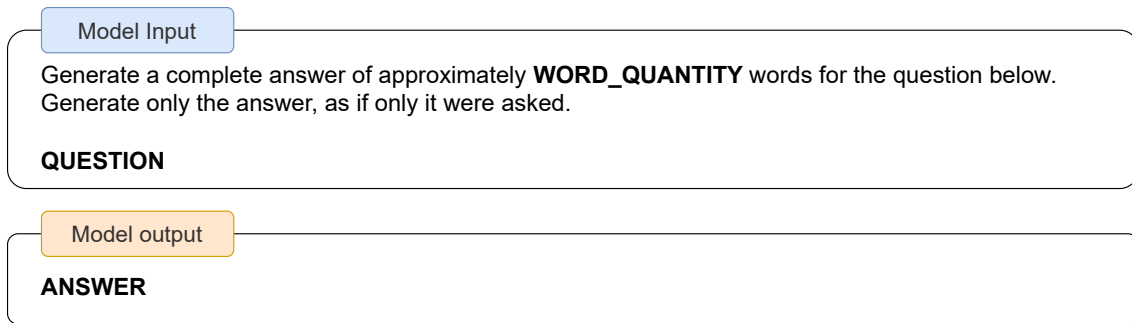 Model Input
Generate a complete answer of approximately WORD_QUANTITY words for the question below.
Generate only the answer, as if only it were asked.
QUESTION
Model output
ANSWER